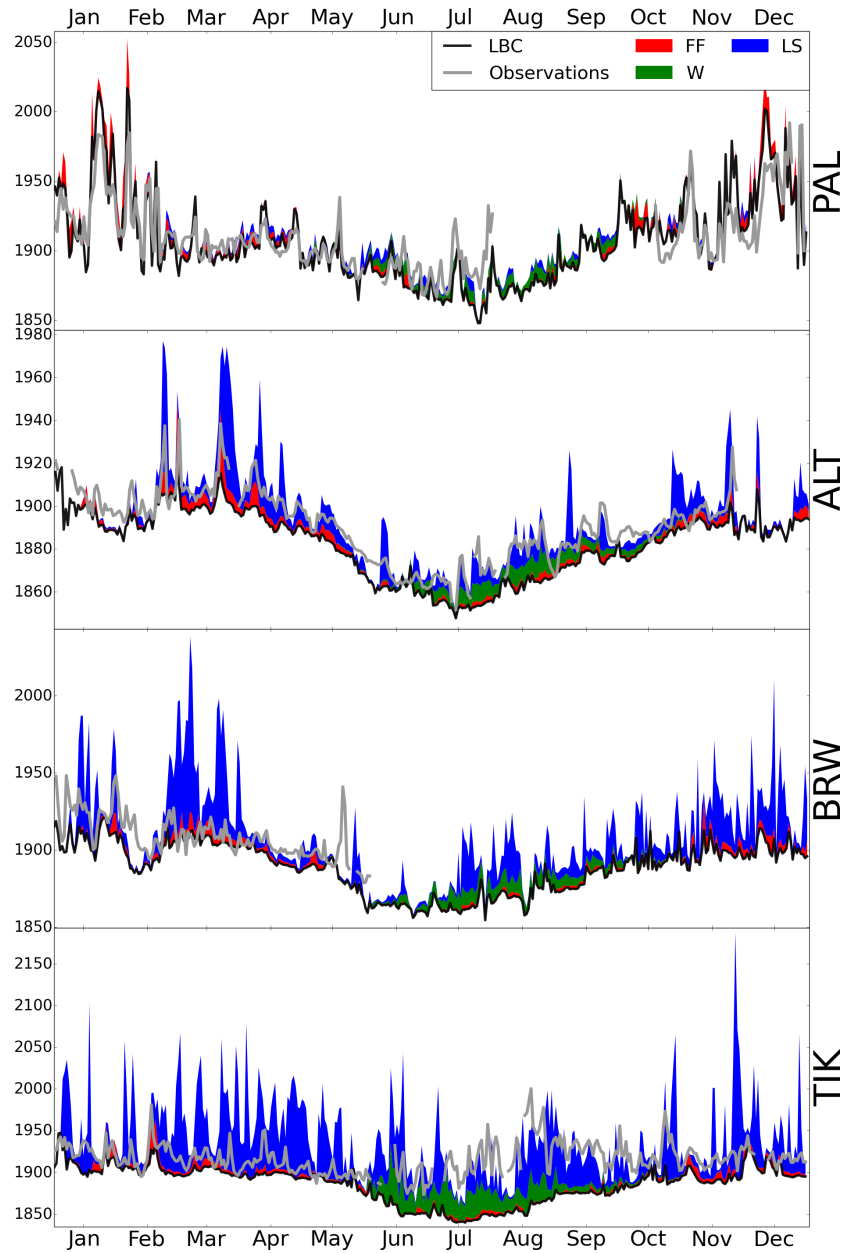 Jan Feb Mar Apr May Jun Jul Aug Sep Oct Nov Dec
LBC FF LS
Observations W
2050
2000
1950
1900
1850
PAL
1980
1960
1940
1920
1900
1880
1860
ALT
2000
1950
1900
1850
BRW
2150
2100
2050
2000
1950
1900
1850
TIK
Jan Feb Mar Apr May Jun Jul Aug Sep Oct Nov Dec